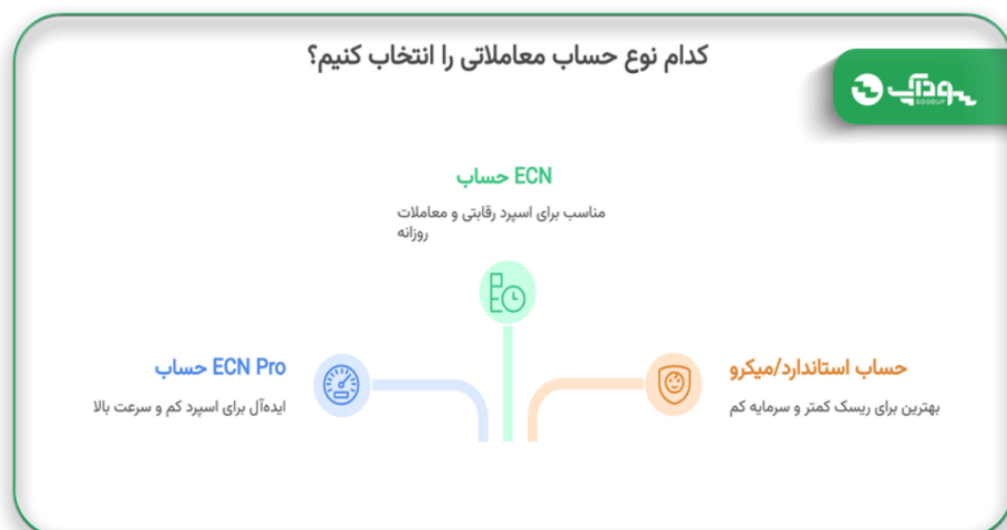 کدام نوع حساب معاملاتی را انتخاب کنیم؟
سودآپ
SOODUP
حساب ECN
مناسب برای اسپرد رقابتی و معاملات
روزانه
حساب استاندارد/میکرو
بهترین برای ریسک کمتر و سرمایه کم
حساب ECN Pro
ایده‌آل برای اسپرد کم و سرعت بالا